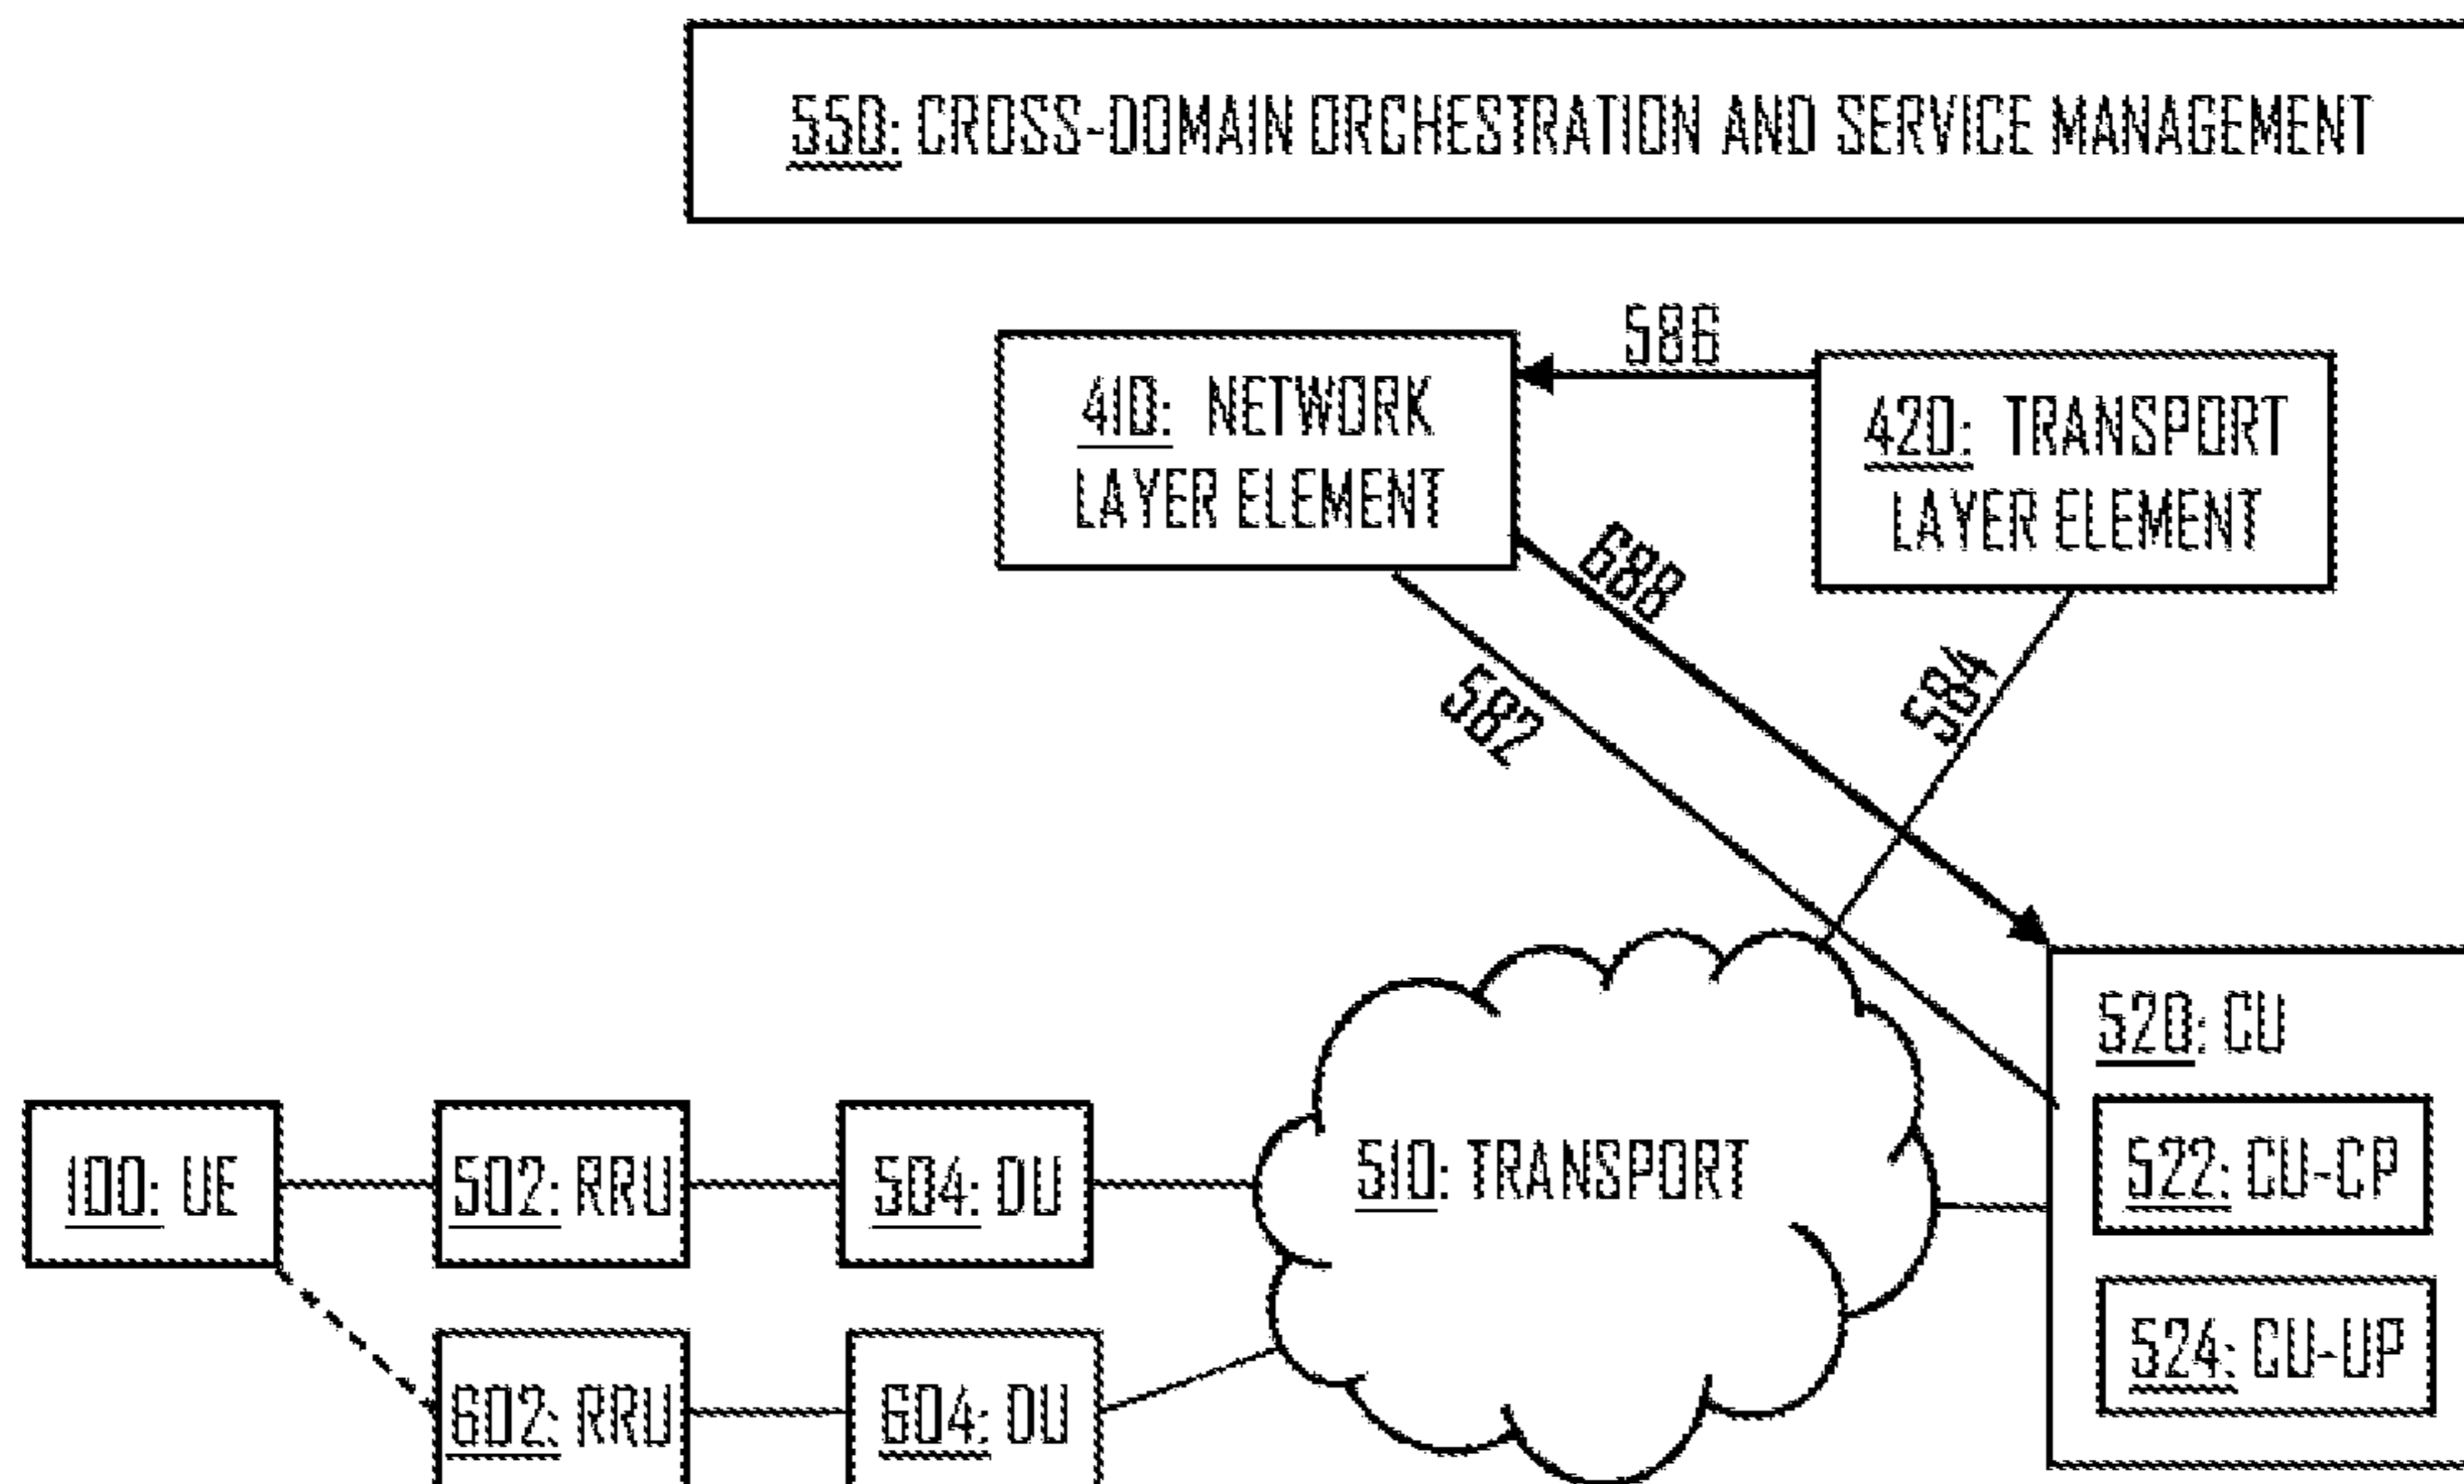 550: CROSS-DOMAIN ORCHESTRATION AND SERVICE MANAGEMENT
586
410: NETWORK
LAYER ELEMENT
420: TRANSPORT
LAYER ELEMENT
688
582
584
520: CU
100: UE
502: RRU
504: DU
510: TRANSPORT
522: CU-CP
524: CU-UP
602: RRU
604: DU